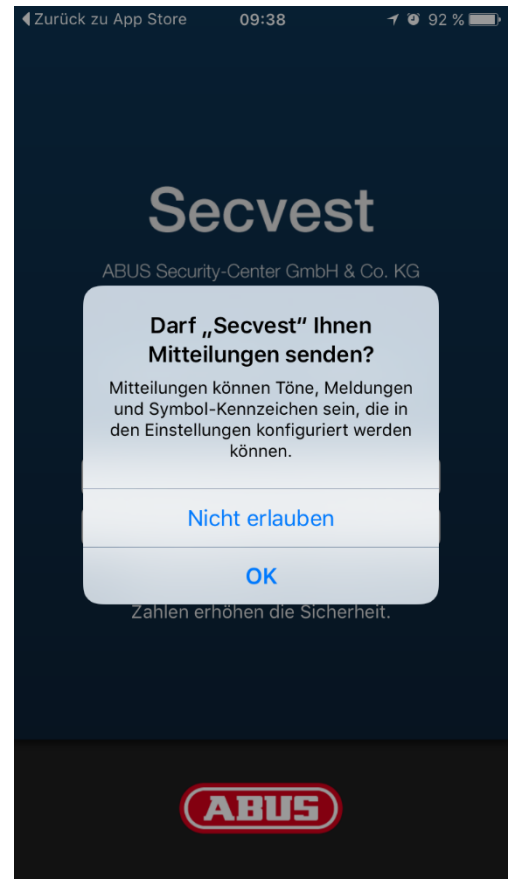 Zurück zu App Store 09:38 92 %
Secvest
ABUS Security-Center GmbH & Co. KG
Darf „Secvest" Ihnen
Mitteilungen senden?
Mitteilungen können Töne, Meldungen
und Symbol-Kennzeichen sein, die in
den Einstellungen konfiguriert werden
können.
Nicht erlauben
OK
Zahlen erhöhen die Sicherheit.
ABUS